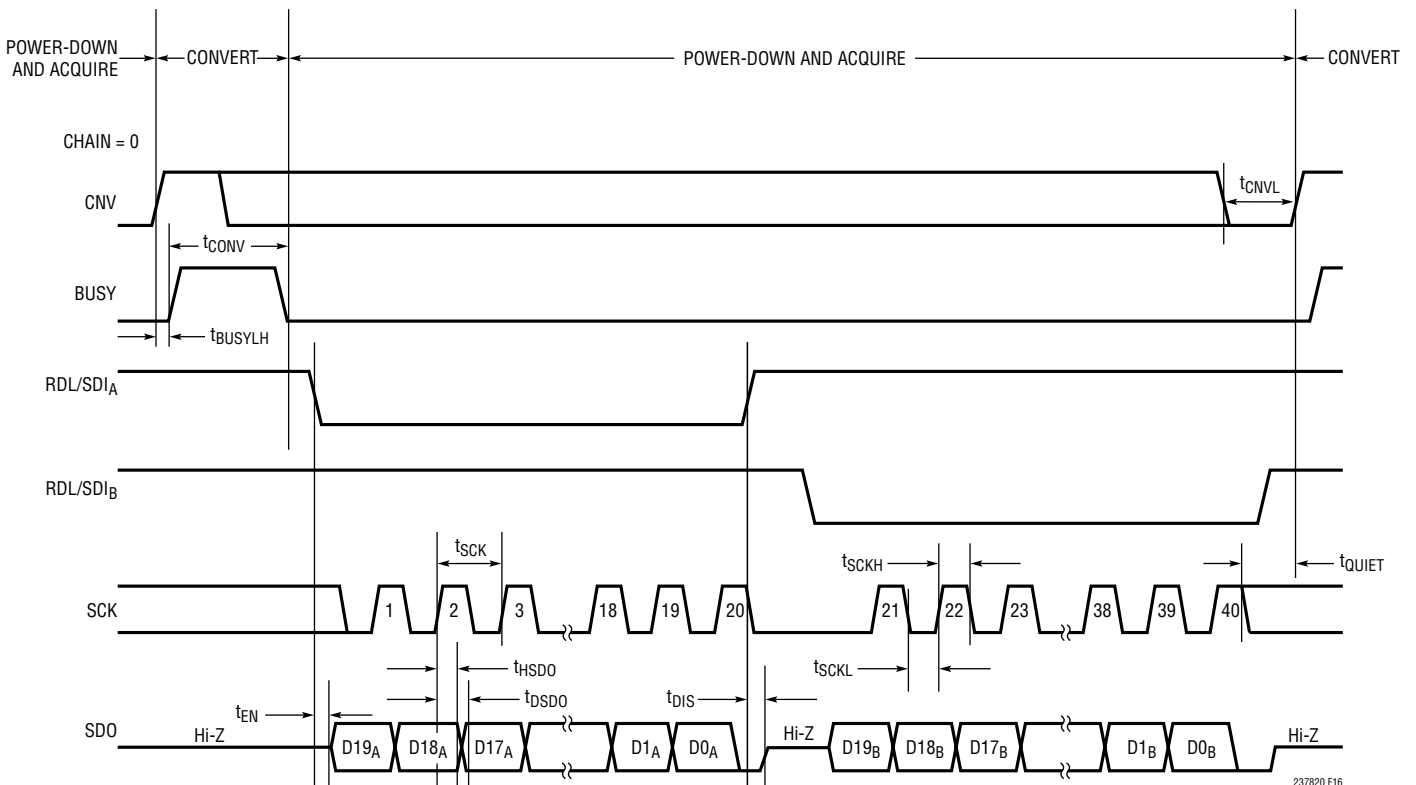 POWER-DOWN
AND ACQUIRE
CONVERT
POWER-DOWN AND ACQUIRE
CONVERT
CHAIN = 0
CNV
tCNVL
tCONV
BUSY
tBUSYLH
RDL/SDIA
RDL/SDIB
tSCK
tSCKH
tQUIET
SCK
1
2
3
18
19
20
21
22
23
38
39
40
tHSDO
tSCKL
tDSDO
tDIS
tEN
SDO
Hi-Z
D19A
D18A
D17A
D1A
D0A
Hi-Z
D19B
D18B
D17B
D1B
D0B
Hi-Z
237820 F16